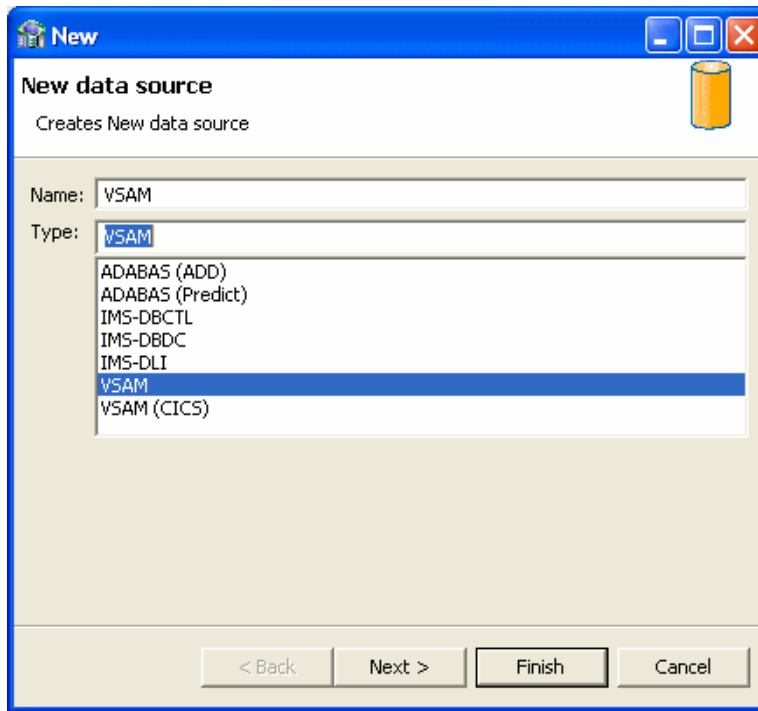 New
New data source
Creates New data source
Name: VSAM
Type: VSAM
ADABAS (ADD)
ADABAS (Predict)
IMS-DBCTL
IMS-DBDC
IMS-DLI
VSAM
VSAM (CICS)
< Back Next > Finish Cancel